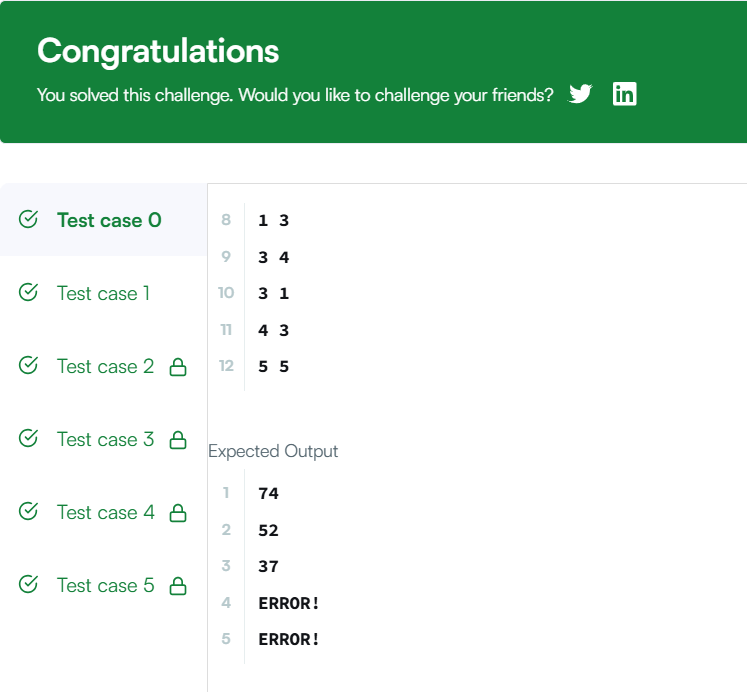 Congratulations
You solved this challenge. Would you like to challenge your friends?
Test case 0
Test case 1
Test case 2
Test case 3
Test case 4
Test case 5
8 1 3
9 3 4
10 3 1
11 4 3
12 5 5
Expected Output
1 74
2 52
3 37
4 ERROR!
5 ERROR!